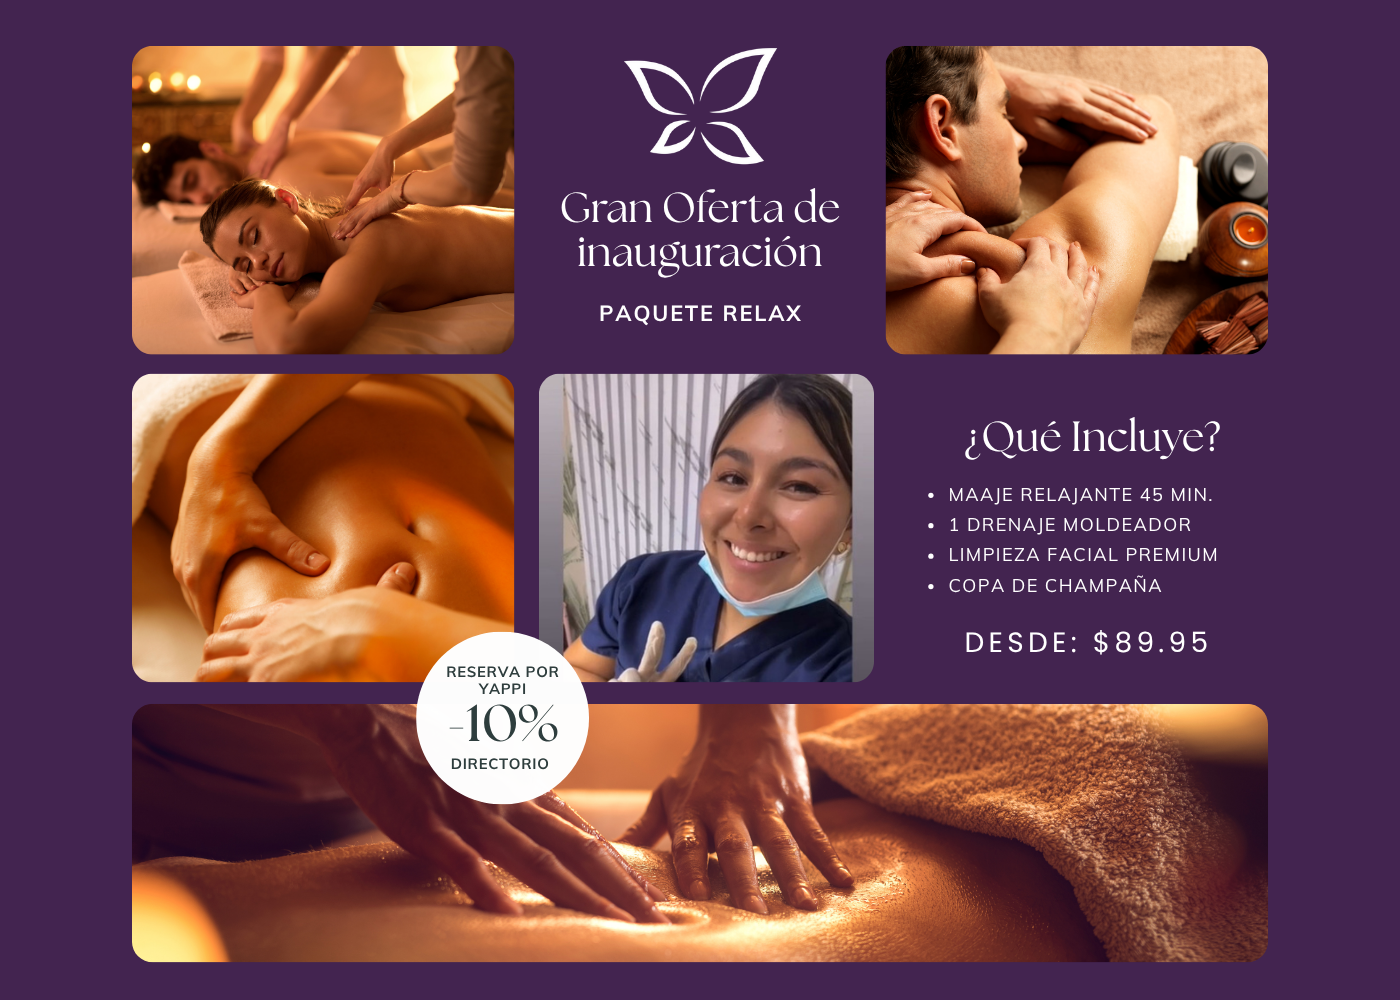 Gran Oferta de
inauguración
PAQUETE RELAX
¿Qué Incluye?
• MAAJE RELAJANTE 45 MIN.
• 1 DRENAJE MOLDEADOR
• LIMPIEZA FACIAL PREMIUM
• COPA DE CHAMPAÑA
DESDE: $89.95
RESERVA POR
YAPPI
-10%
DIRECTORIO